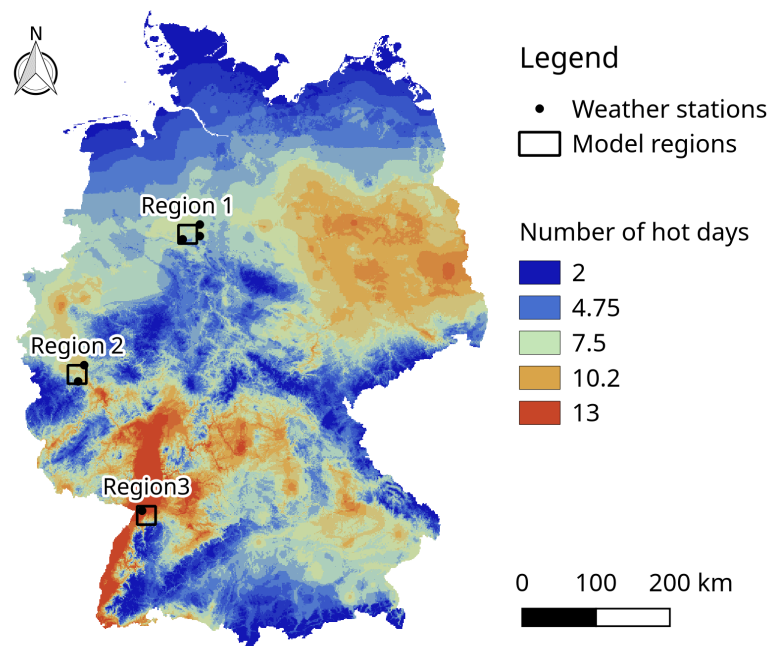 N
Legend
Weather stations
Model regions
Region 1
Number of hot days
2
4.75
7.5
10.2
13
Region 2
Region3
0 100 200 km